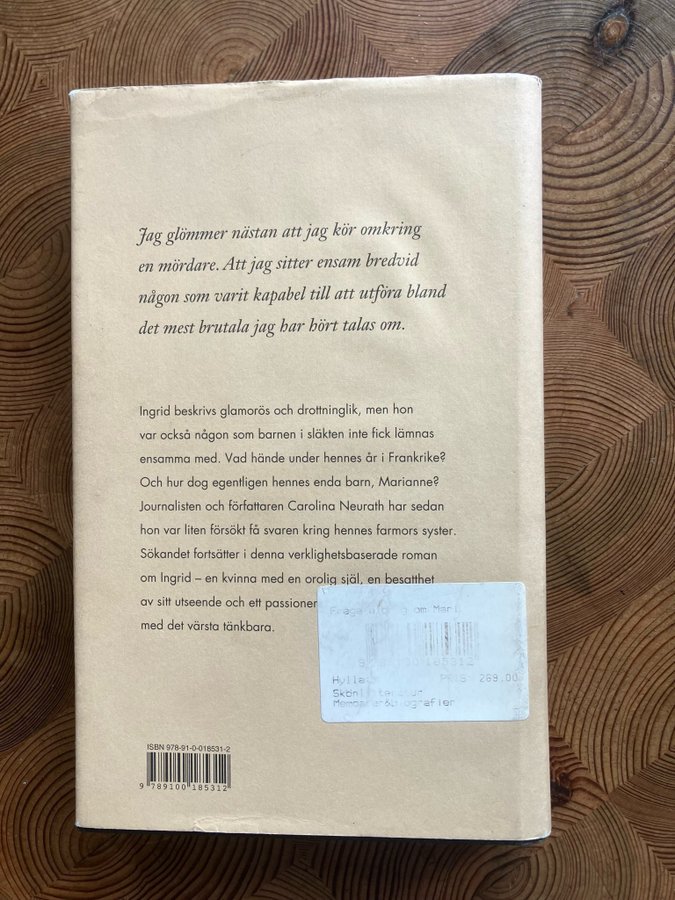 Jag glömmer nästan att jag kör omkring
en mördare. Att jag sitter ensam bredvid
någon som varit kapabel till att utföra bland
det mest brutala jag har hört talas om.
Ingrid beskrivs glamorös och drottninglik, men hon
var också någon som barnen i släkten inte fick lämnas
ensamma med. Vad hände under hennes år i Frankrike?
Och hur dog egentligen hennes enda barn, Marianne?
Journalisten och författaren Carolina Neurath har sedan
hon var liten försökt få svaren kring hennes farmors syster.
Sökandet fortsätter i denna verklighetsbaserade roman
om Ingrid – en kvinna med en orolig själ, en besatthet
av sitt utseende och ett passioner
med det värsta tänkbara.
om Mari
PRIS: 269.00
ISBN 978-91-0-018531-2
9 789100 185312